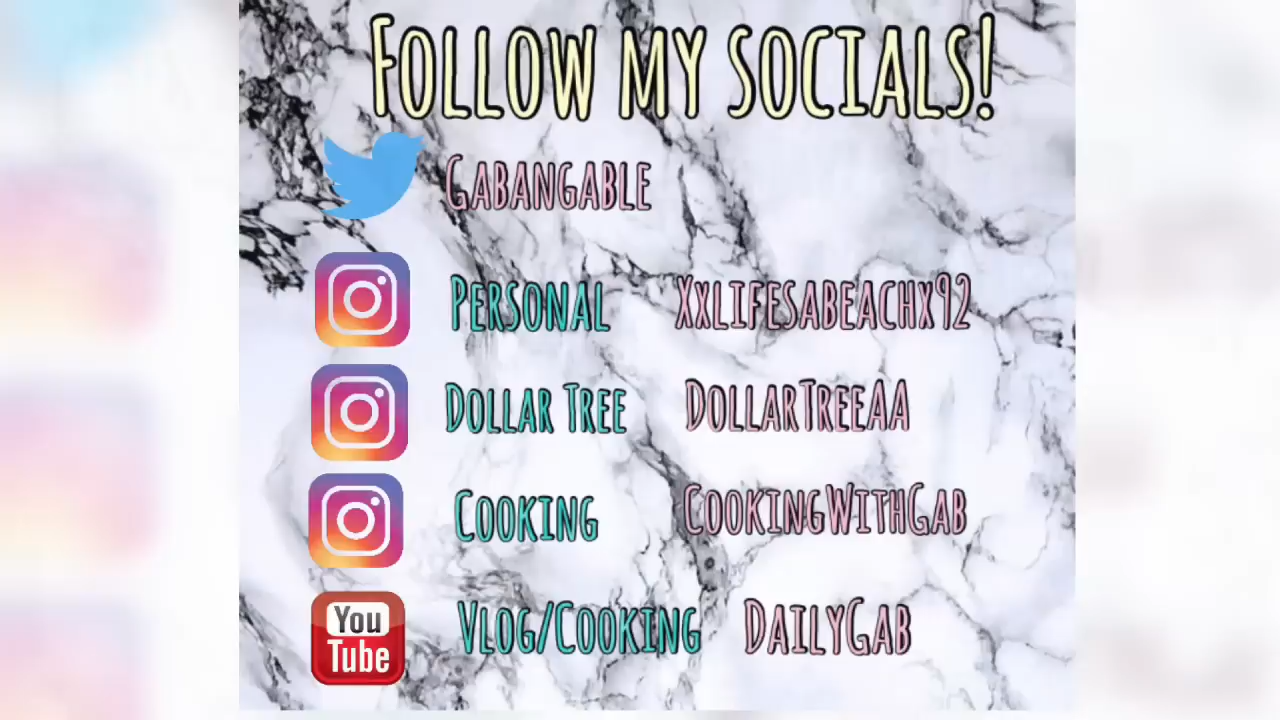 Follow my socials!
Gabangable
Personal Xxlifesabeachx92
Dollar Tree DollarTreeAA
Cooking CookingWithGab
You
Tube
Vlog/Cooking DailyGab